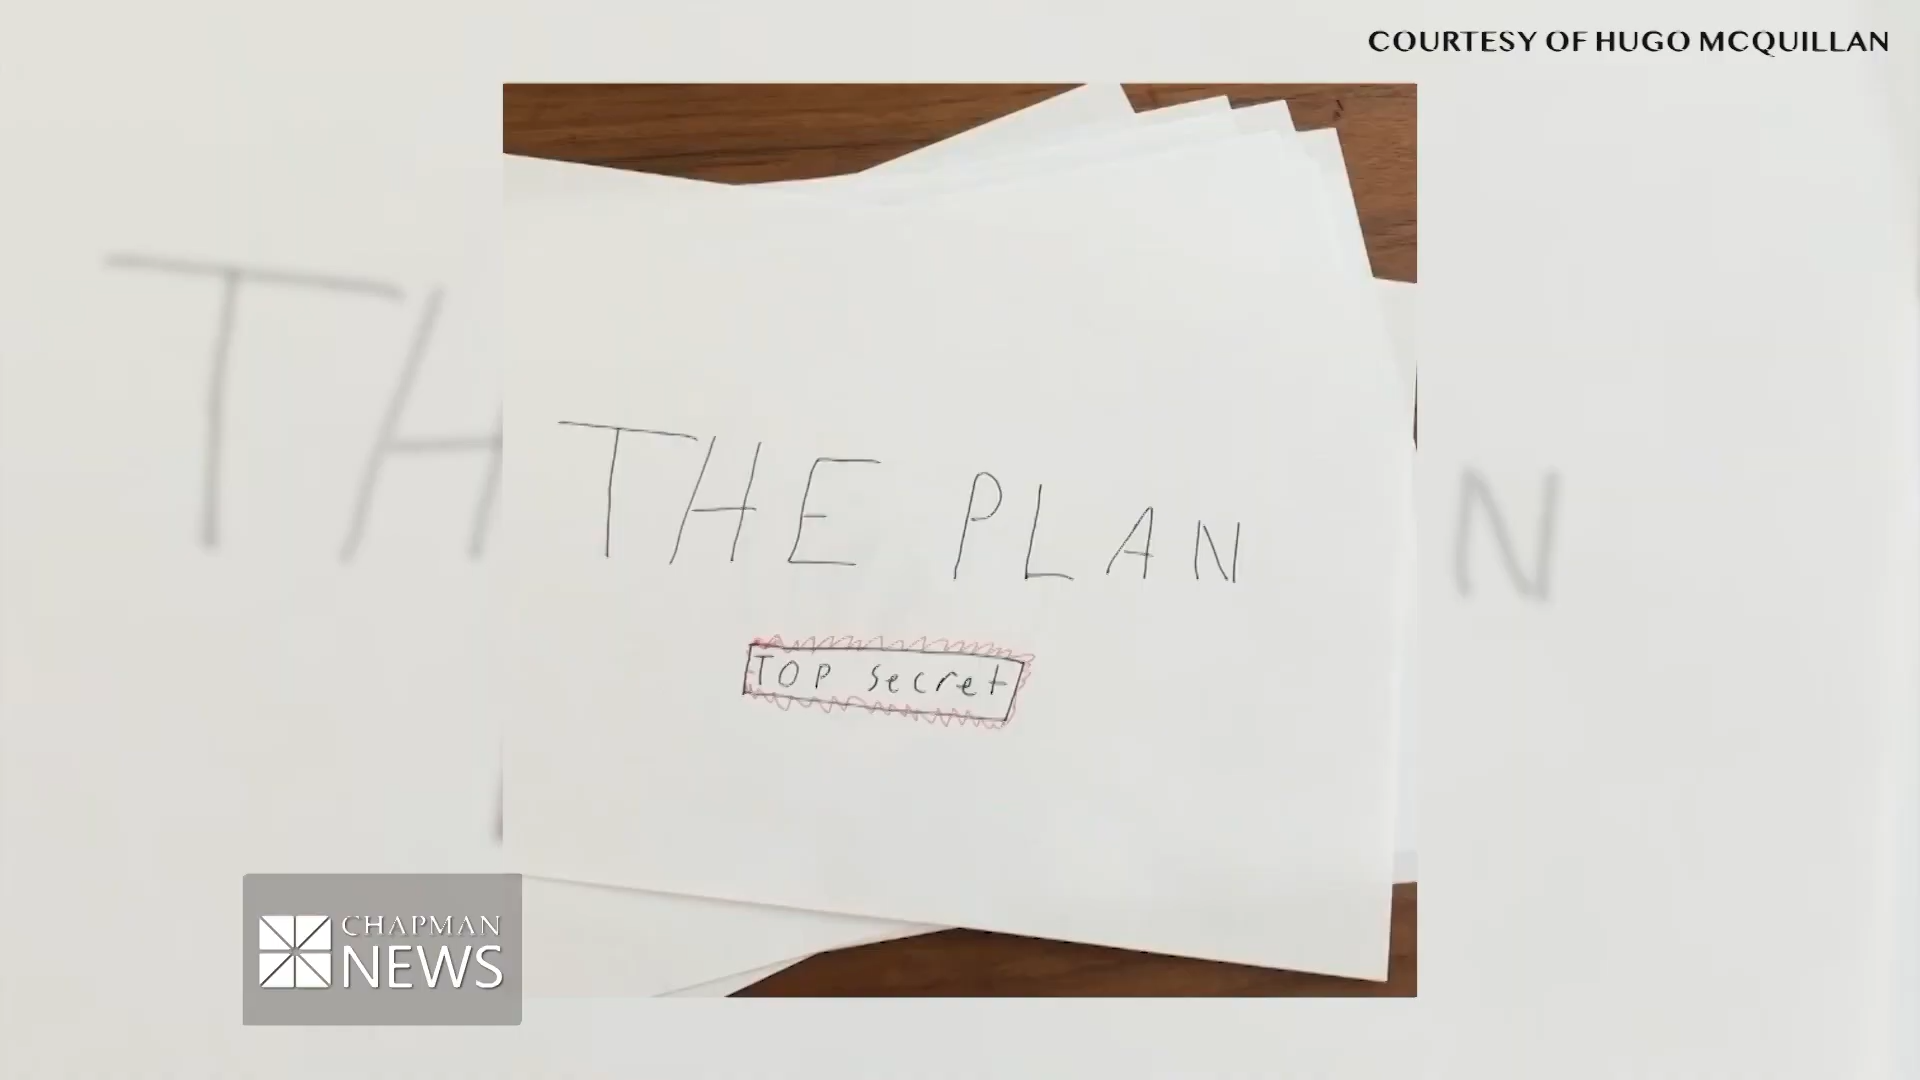 COURTESY OF HUGO MCQUILLAN
THE PLAN
TOP secret
CHAPMAN
NEWS